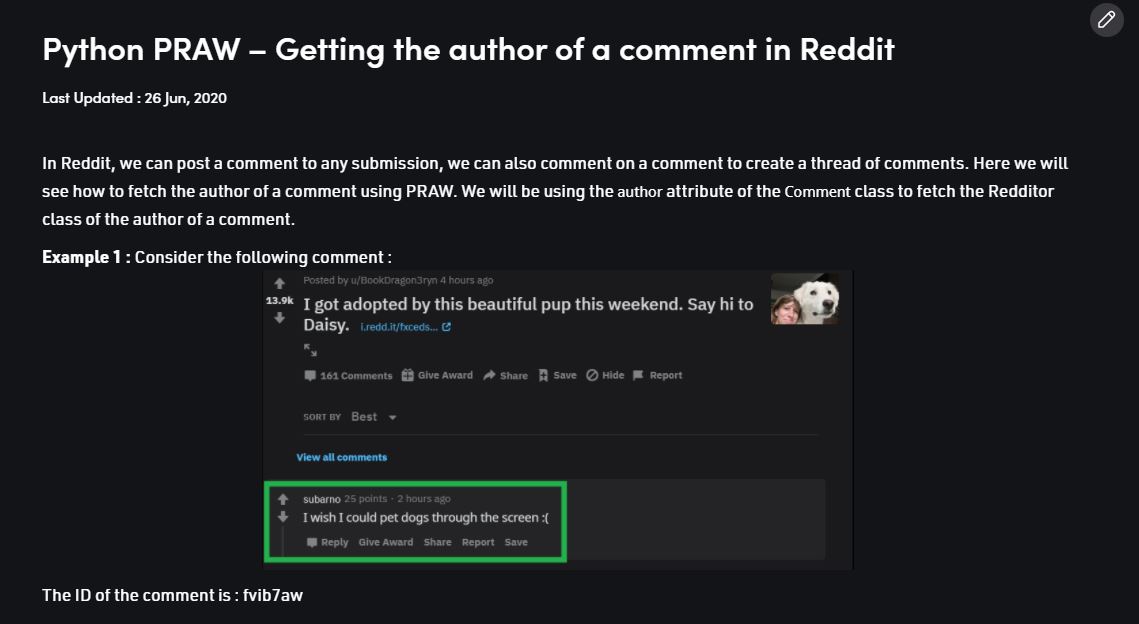 Python PRAW – Getting the author of a comment in Reddit
Last Updated : 26 Jun, 2020
In Reddit, we can post a comment to any submission, we can also comment on a comment to create a thread of comments. Here we will
see how to fetch the author of a comment using PRAW. We will be using the author attribute of the Comment class to fetch the Redditor
class of the author of a comment.
Example 1 : Consider the following comment :
Posted by u/BookDragon3ryn 4 hours ago
13.9k
I got adopted by this beautiful pup this weekend. Say hi to
Daisy. i.redd.it/fxceds...
161 Comments Give Award Share Save Hide Report
SORT BY Best
View all comments
subarno 25 points · 2 hours ago
I wish I could pet dogs through the screen :(
Reply Give Award Share Report Save
The ID of the comment is : fvib7aw